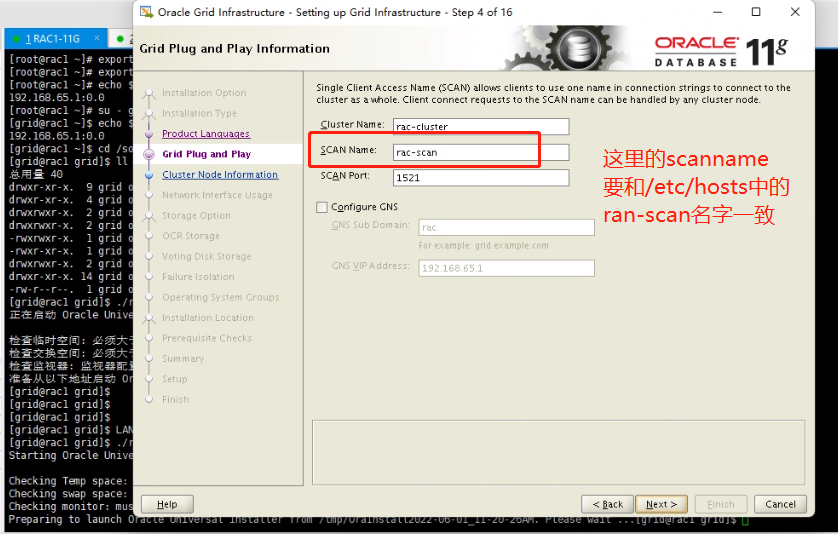 Oracle Grid Infrastructure - Setting up Grid Infrastructure - Step 4 of 16
1 RAC1-11G
Grid Plug and Play Information
ORACLE
DATABASE 11g
[root@rac1 ~]# export
[root@rac1 ~]# export
[root@rac1 ~]# echo $
192.168.65.1:0.0
[root@rac1 ~]# su - g
[grid@rac1 ~]$ echo $
192.168.65.1:0.0
[grid@rac1 ~]$ cd /so
[grid@rac1 grid]$ ll
总用量 40
drwxr-xr-x. 9 grid o
drwxr-xr-x. 4 grid o
drwxr-xr-x. 2 grid o
drwxrwxr-x. 2 grid o
-rwxrwxr-x. 1 grid o
-rwxr-xr-x. 1 grid o
drwxrwxr-x. 2 grid o
drwxr-xr-x. 14 grid o
-rw-r--r--. 1 grid o
[grid@rac1 grid]$ ./r
正在启动 Oracle Unive
检查临时空间: 必须大于
检查交换空间: 必须大于
检查监视器: 监视器配置
准备从以下地址启动 Or
[grid@rac1 grid]$
[grid@rac1 grid]$
[grid@rac1 grid]$
[grid@rac1 grid]$ LAN
[grid@rac1 grid]$ ./r
Starting Oracle Unive
Checking Temp space:
Checking swap space:
Checking monitor: mus
Preparing to launch Oracle Universal Installer from /tmp/OraInstall2022-06-01_11-20-26AM. Please wait ...[grid@rac1 grid]$
Installation Option
Installation Type
Product Languages
Grid Plug and Play
Cluster Node Information
Network Interface Usage
Storage Option
OCR Storage
Voting Disk Storage
Failure Isolation
Operating System Groups
Installation Location
Prerequisite Checks
Summary
Setup
Finish
Single Client Access Name (SCAN) allows clients to use one name in connection strings to connect to the
cluster as a whole. Client connect requests to the SCAN name can be handled by any cluster node.
Cluster Name: rac-cluster
SCAN Name: rac-scan
SCAN Port: 1521
Configure GNS
GNS Sub Domain: rac.
For example: grid.example.com
GNS VIP Address: 192.168.65.1
这里的scanname
要和/etc/hosts中的
ran-scan名字一致
Help
< Back
Next >
Finish
Cancel